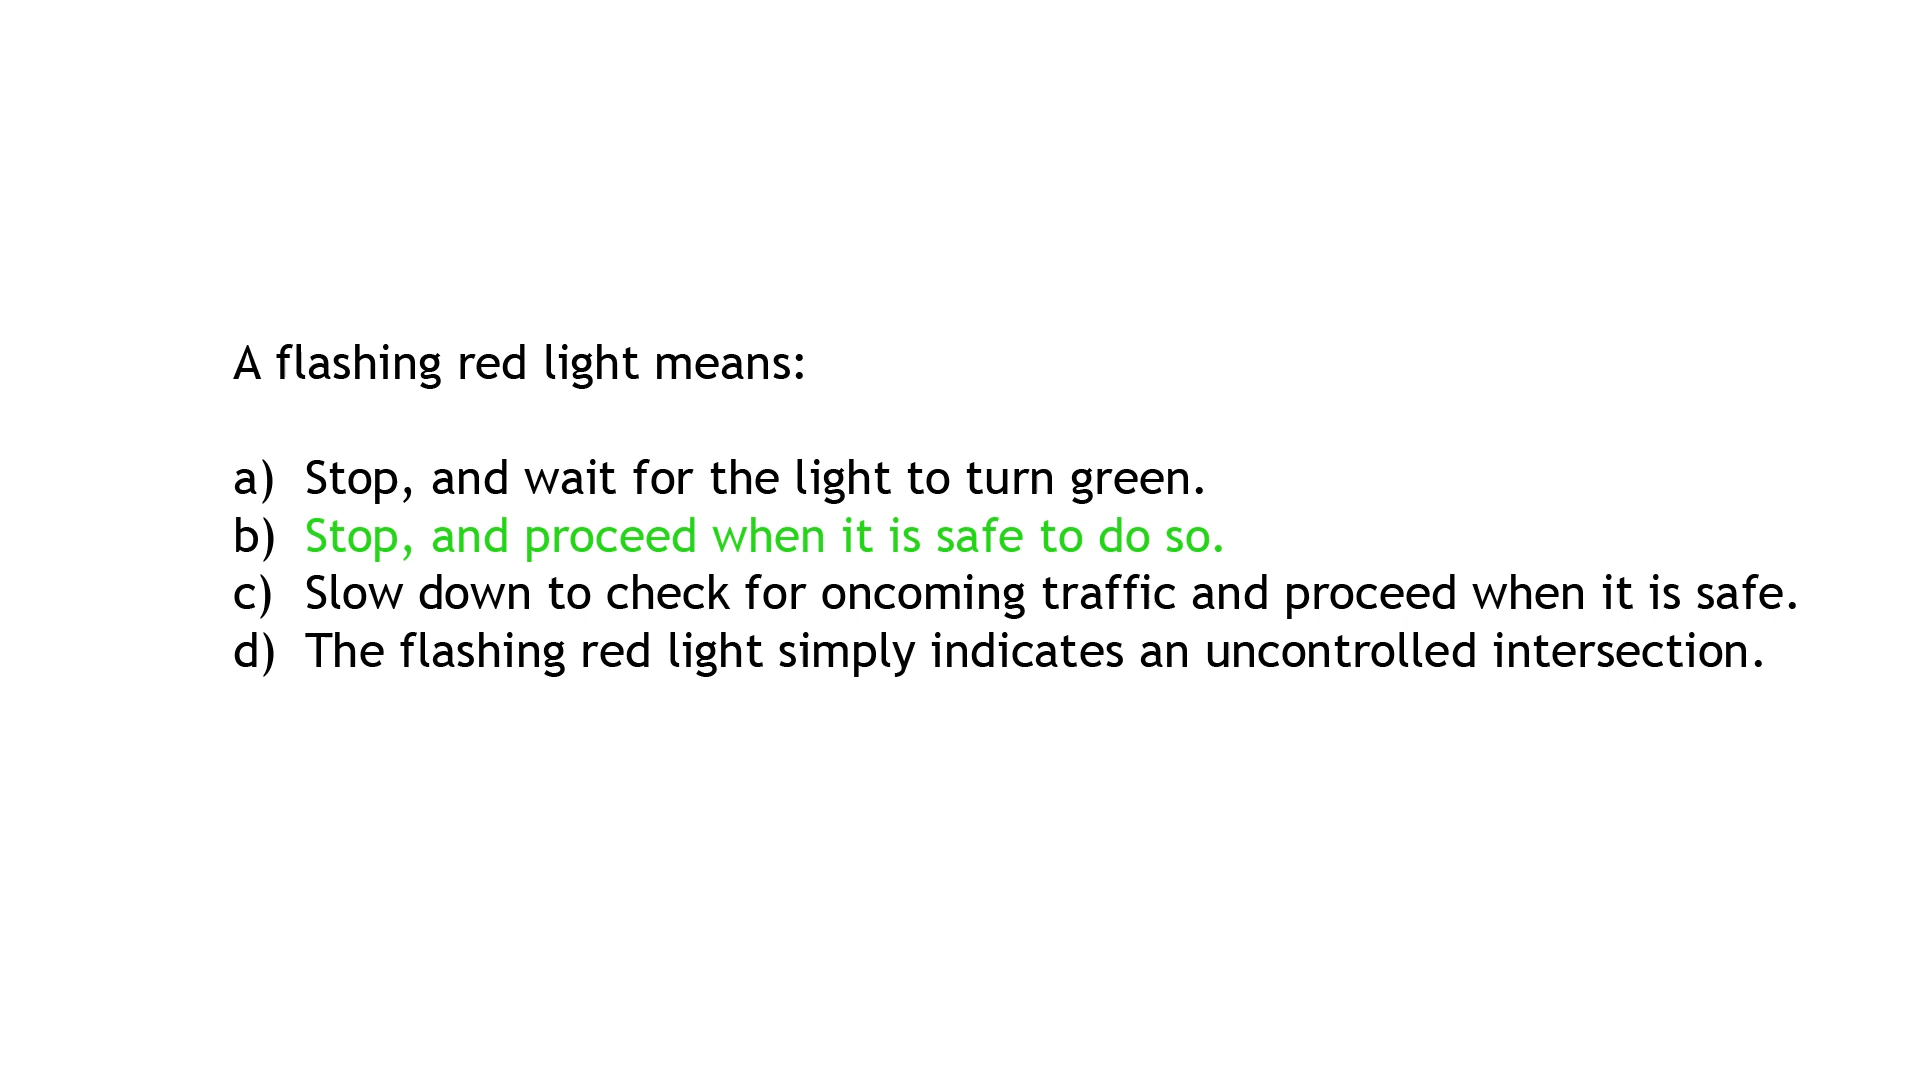 A flashing red light means:
a) Stop, and wait for the light to turn green.
b) Stop, and proceed when it is safe to do so.
c) Slow down to check for oncoming traffic and proceed when it is safe.
d) The flashing red light simply indicates an uncontrolled intersection.